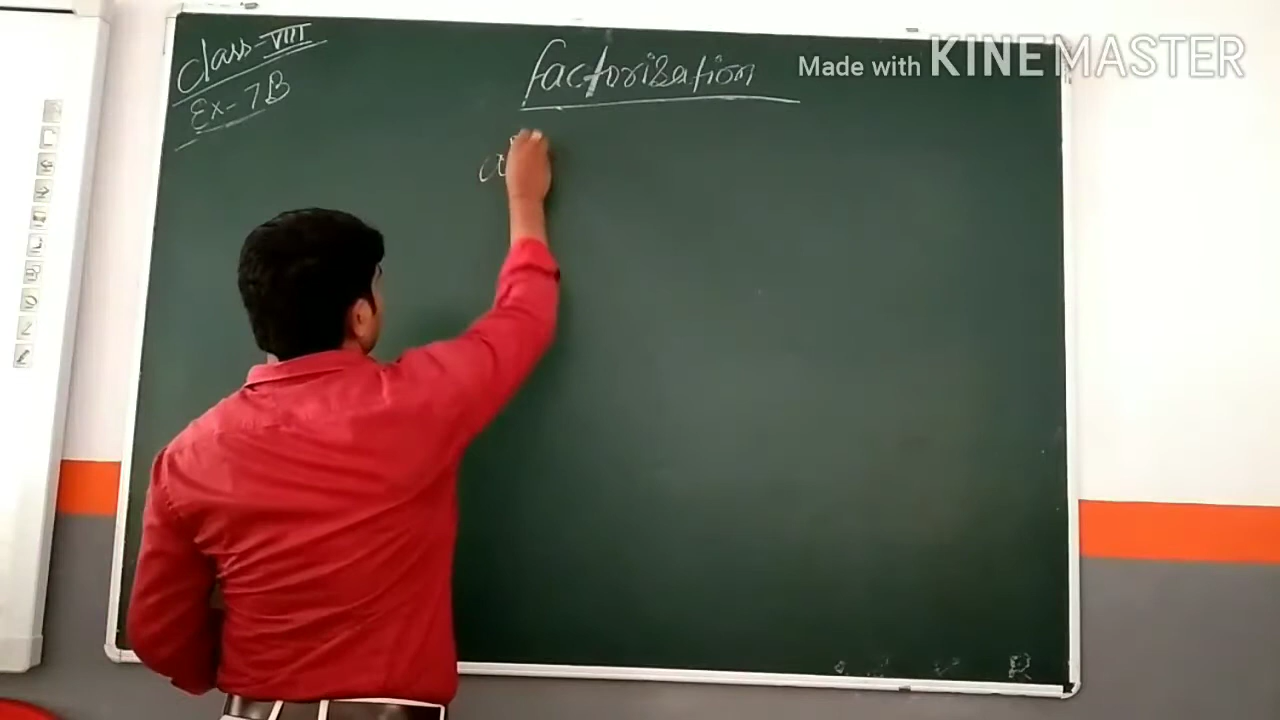 Class-VIII
Ex-7B
factorisation
Made with KINEMASTER
a